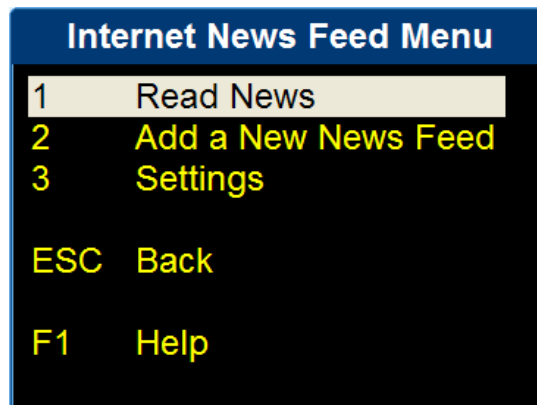 Internet News Feed Menu
1 Read News
2 Add a New News Feed
3 Settings
ESC Back
F1 Help